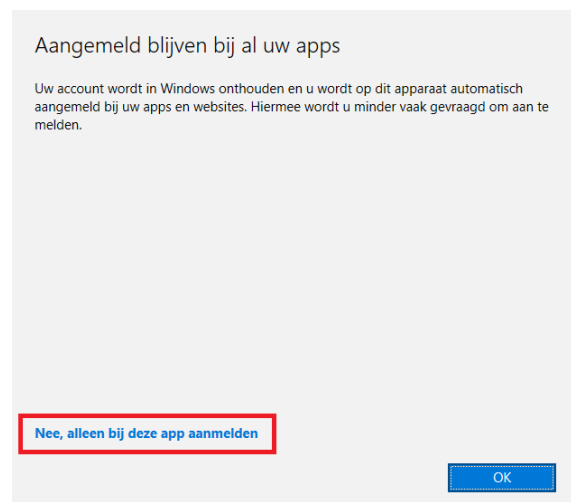 Aangemeld blijven bij al uw apps
Uw account wordt in Windows onthouden en u wordt op dit apparaat automatisch
aangemeld bij uw apps en websites. Hiermee wordt u minder vaak gevraagd om aan te
melden.
Nee, alleen bij deze app aanmelden
OK